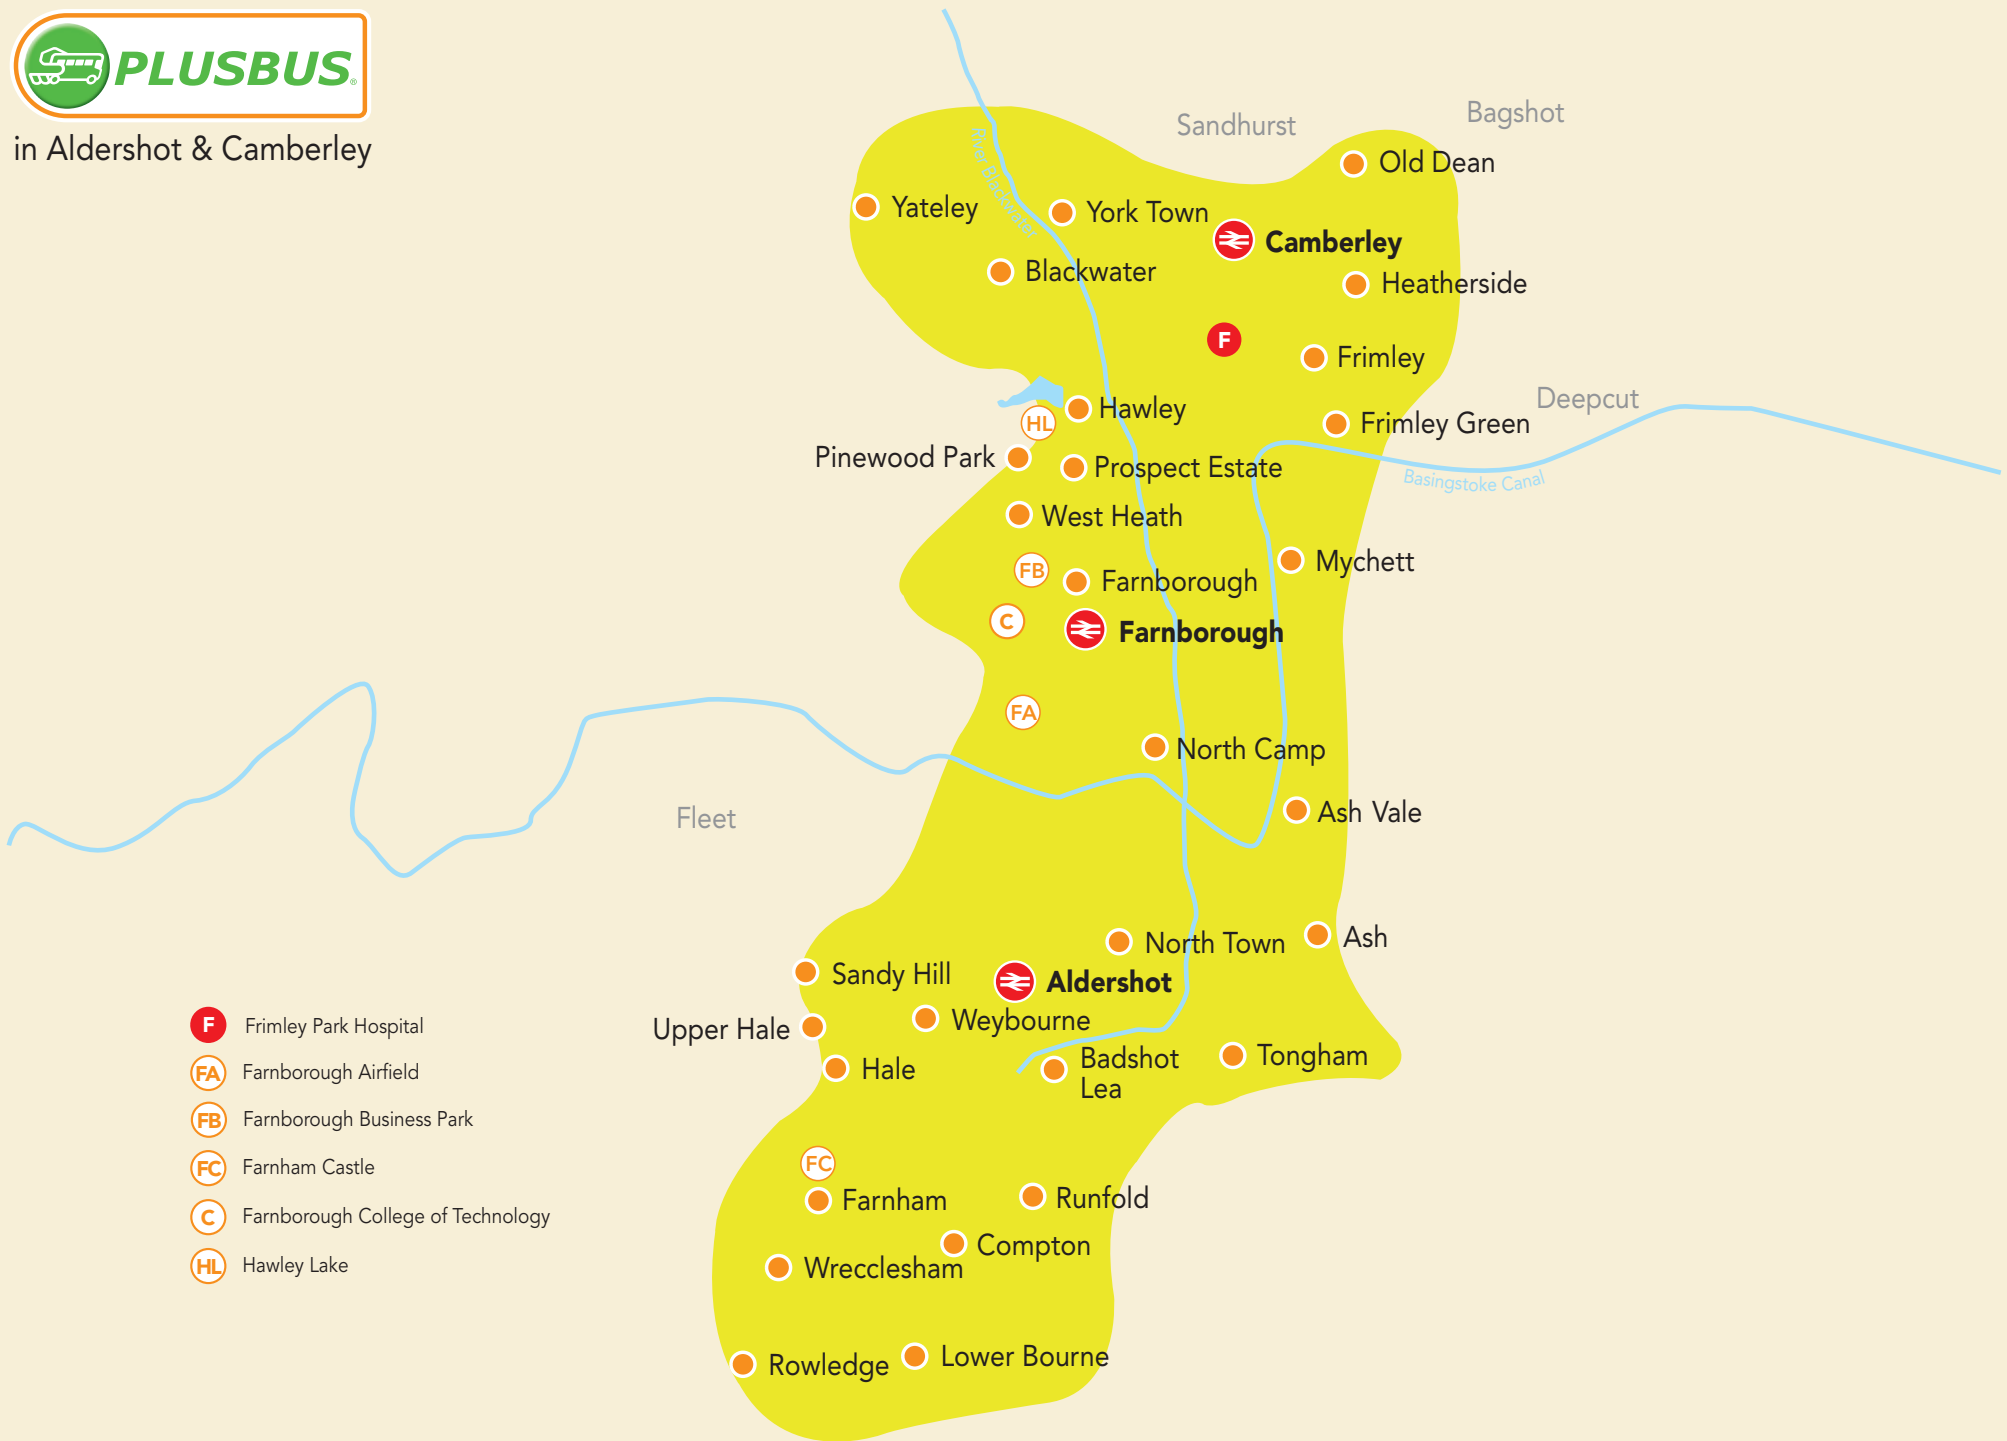 PLUSBUS®
in Aldershot & Camberley
Sandhurst
Bagshot
Old Dean
River Blackwater
Yateley
York Town
Camberley
Blackwater
Heatherside
F
Frimley
Deepcut
Hawley
HL
Frimley Green
Pinewood Park
Prospect Estate
Basingstoke Canal
West Heath
Mychett
FB
Farnborough
C
Farnborough
FA
North Camp
Ash Vale
Fleet
North Town
Ash
Sandy Hill
Aldershot
Weybourne
Upper Hale
Badshot
Lea
Tongham
Hale
FC
Farnham
Runfold
Compton
Wrecclesham
Lower Bourne
Rowledge
F Frimley Park Hospital
FA Farnborough Airfield
FB Farnborough Business Park
FC Farnham Castle
C Farnborough College of Technology
HL Hawley Lake